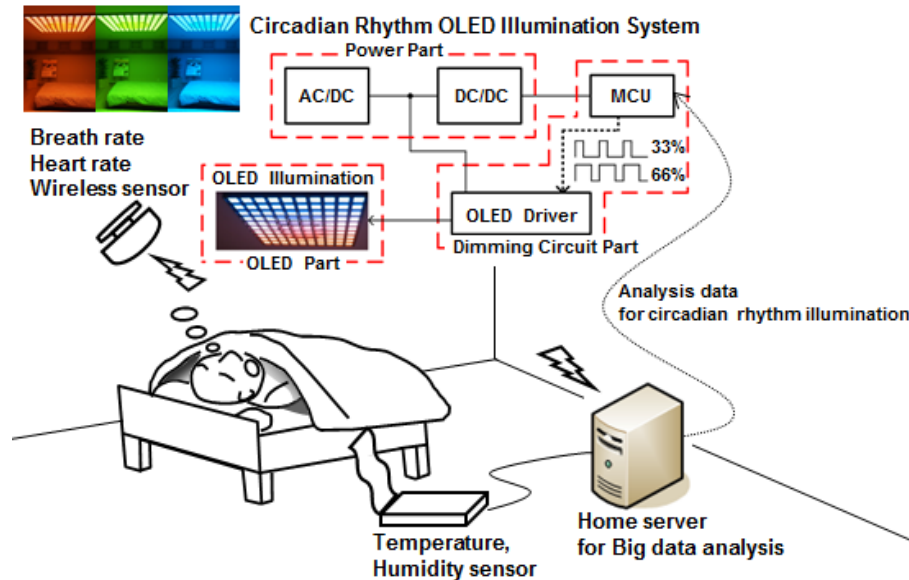 Circadian Rhythm OLED Illumination System
Power Part
AC/DC
DC/DC
MCU
33%
66%
Breath rate
Heart rate
Wireless sensor
OLED Illumination
OLED Part
OLED Driver
Dimming Circuit Part
Analysis data
for circadian rhythm illumination
Temperature,
Humidity sensor
Home server
for Big data analysis